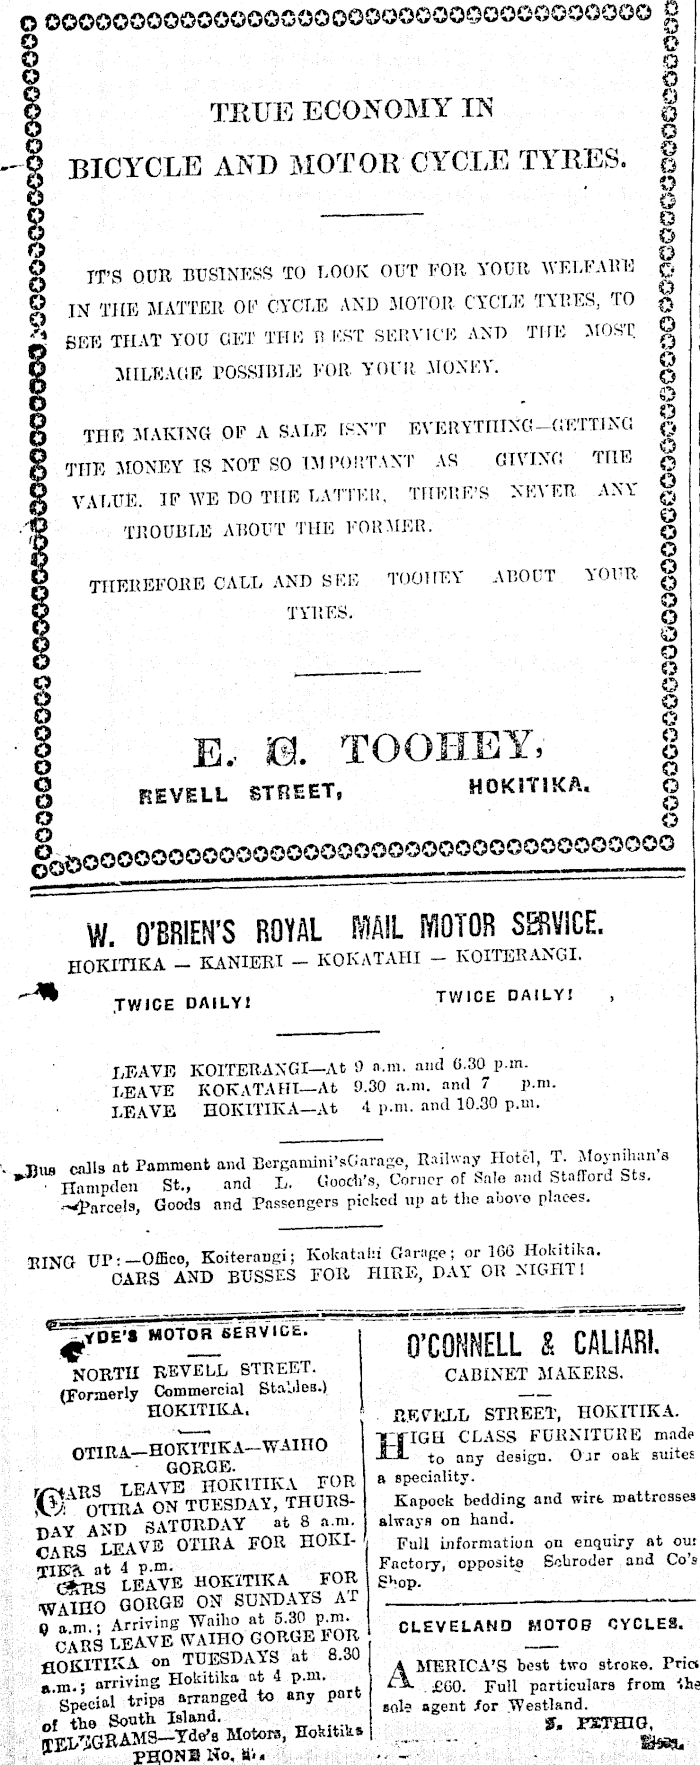 TRUE ECONOMY IN
BICYCLE AND MOTOR CYCLE TYRES.
IT'S OUR BUSINESS TO LOOK OUT FOR YOUR WELFARE
IN THE MATTER OF CYCLE AND MOTOR CYCLE TYRES, TO
SEE THAT YOU GET THE BEST SERVICE AND THE MOST
MILEAGE POSSIBLE FOR YOUR MONEY.
THE MAKING OF A SALE ISN'T EVERYTHING—GETTING
THE MONEY IS NOT SO IMPORTANT AS GIVING THE
VALUE. IF WE DO THE LATTER, THERE'S NEVER ANY
TROUBLE ABOUT THE FORMER.
THEREFORE CALL AND SEE TOOHEY ABOUT YOUR
TYRES.
E. C. TOOHEY,
REVELL STREET, HOKITIKA.
W. O'BRIEN'S ROYAL MAIL MOTOR SERVICE.
HOKITIKA — KANIERI — KOKATAHI — KOITERANGI.
TWICE DAILY! TWICE DAILY!
LEAVE KOITERANGI—At 9 a.m. and 6.30 p.m.
LEAVE KOKATAHI—At 9.30 a.m. and 7 p.m.
LEAVE HOKITIKA—At 4 p.m. and 10.30 p.m.
Bus calls at Pamment and Bergamini'sGarage, Railway Hotel, T. Moynihan's
Hampden St., and L. Gooch's, Corner of Sale and Stafford Sts.
Parcels, Goods and Passengers picked up at the above places.
RING UP:—Office, Koiterangi; Kokatahi Garage; or 166 Hokitika.
CARS AND BUSSES FOR HIRE, DAY OR NIGHT!
YDE'S MOTOR SERVICE.
NORTH REVELL STREET.
(Formerly Commercial Stables.)
HOKITIKA.
OTIRA—HOKITIKA—WAIHO
GORGE.
CARS LEAVE HOKITIKA FOR
OTIRA ON TUESDAY, THURS-
DAY AND SATURDAY at 8 a.m.
CARS LEAVE OTIRA FOR HOKI-
TIKA at 4 p.m.
CARS LEAVE HOKITIKA FOR
WAIHO GORGE ON SUNDAYS AT
9 a.m.; Arriving Waiho at 5.30 p.m.
CARS LEAVE WAIHO GORGE FOR
HOKITIKA on TUESDAYS at 8.30
a.m.; arriving Hokitika at 4 p.m.
Special trips arranged to any part
of the South Island.
TELEGRAMS—Yde's Motors, Hokitika
PHONE No.
O'CONNELL & CALIARI.
CABINET MAKERS.
REVELL STREET, HOKITIKA.
HIGH CLASS FURNITURE made
to any design. Our oak suites
a speciality.
Kapock bedding and wire mattresses
always on hand.
Full information on enquiry at our
Factory, opposite Schroder and Co's
Shop.
CLEVELAND MOTOR CYCLES.
AMERICA'S best two stroke. Price
£60. Full particulars from the
sole agent for Westland.
PETHIG,